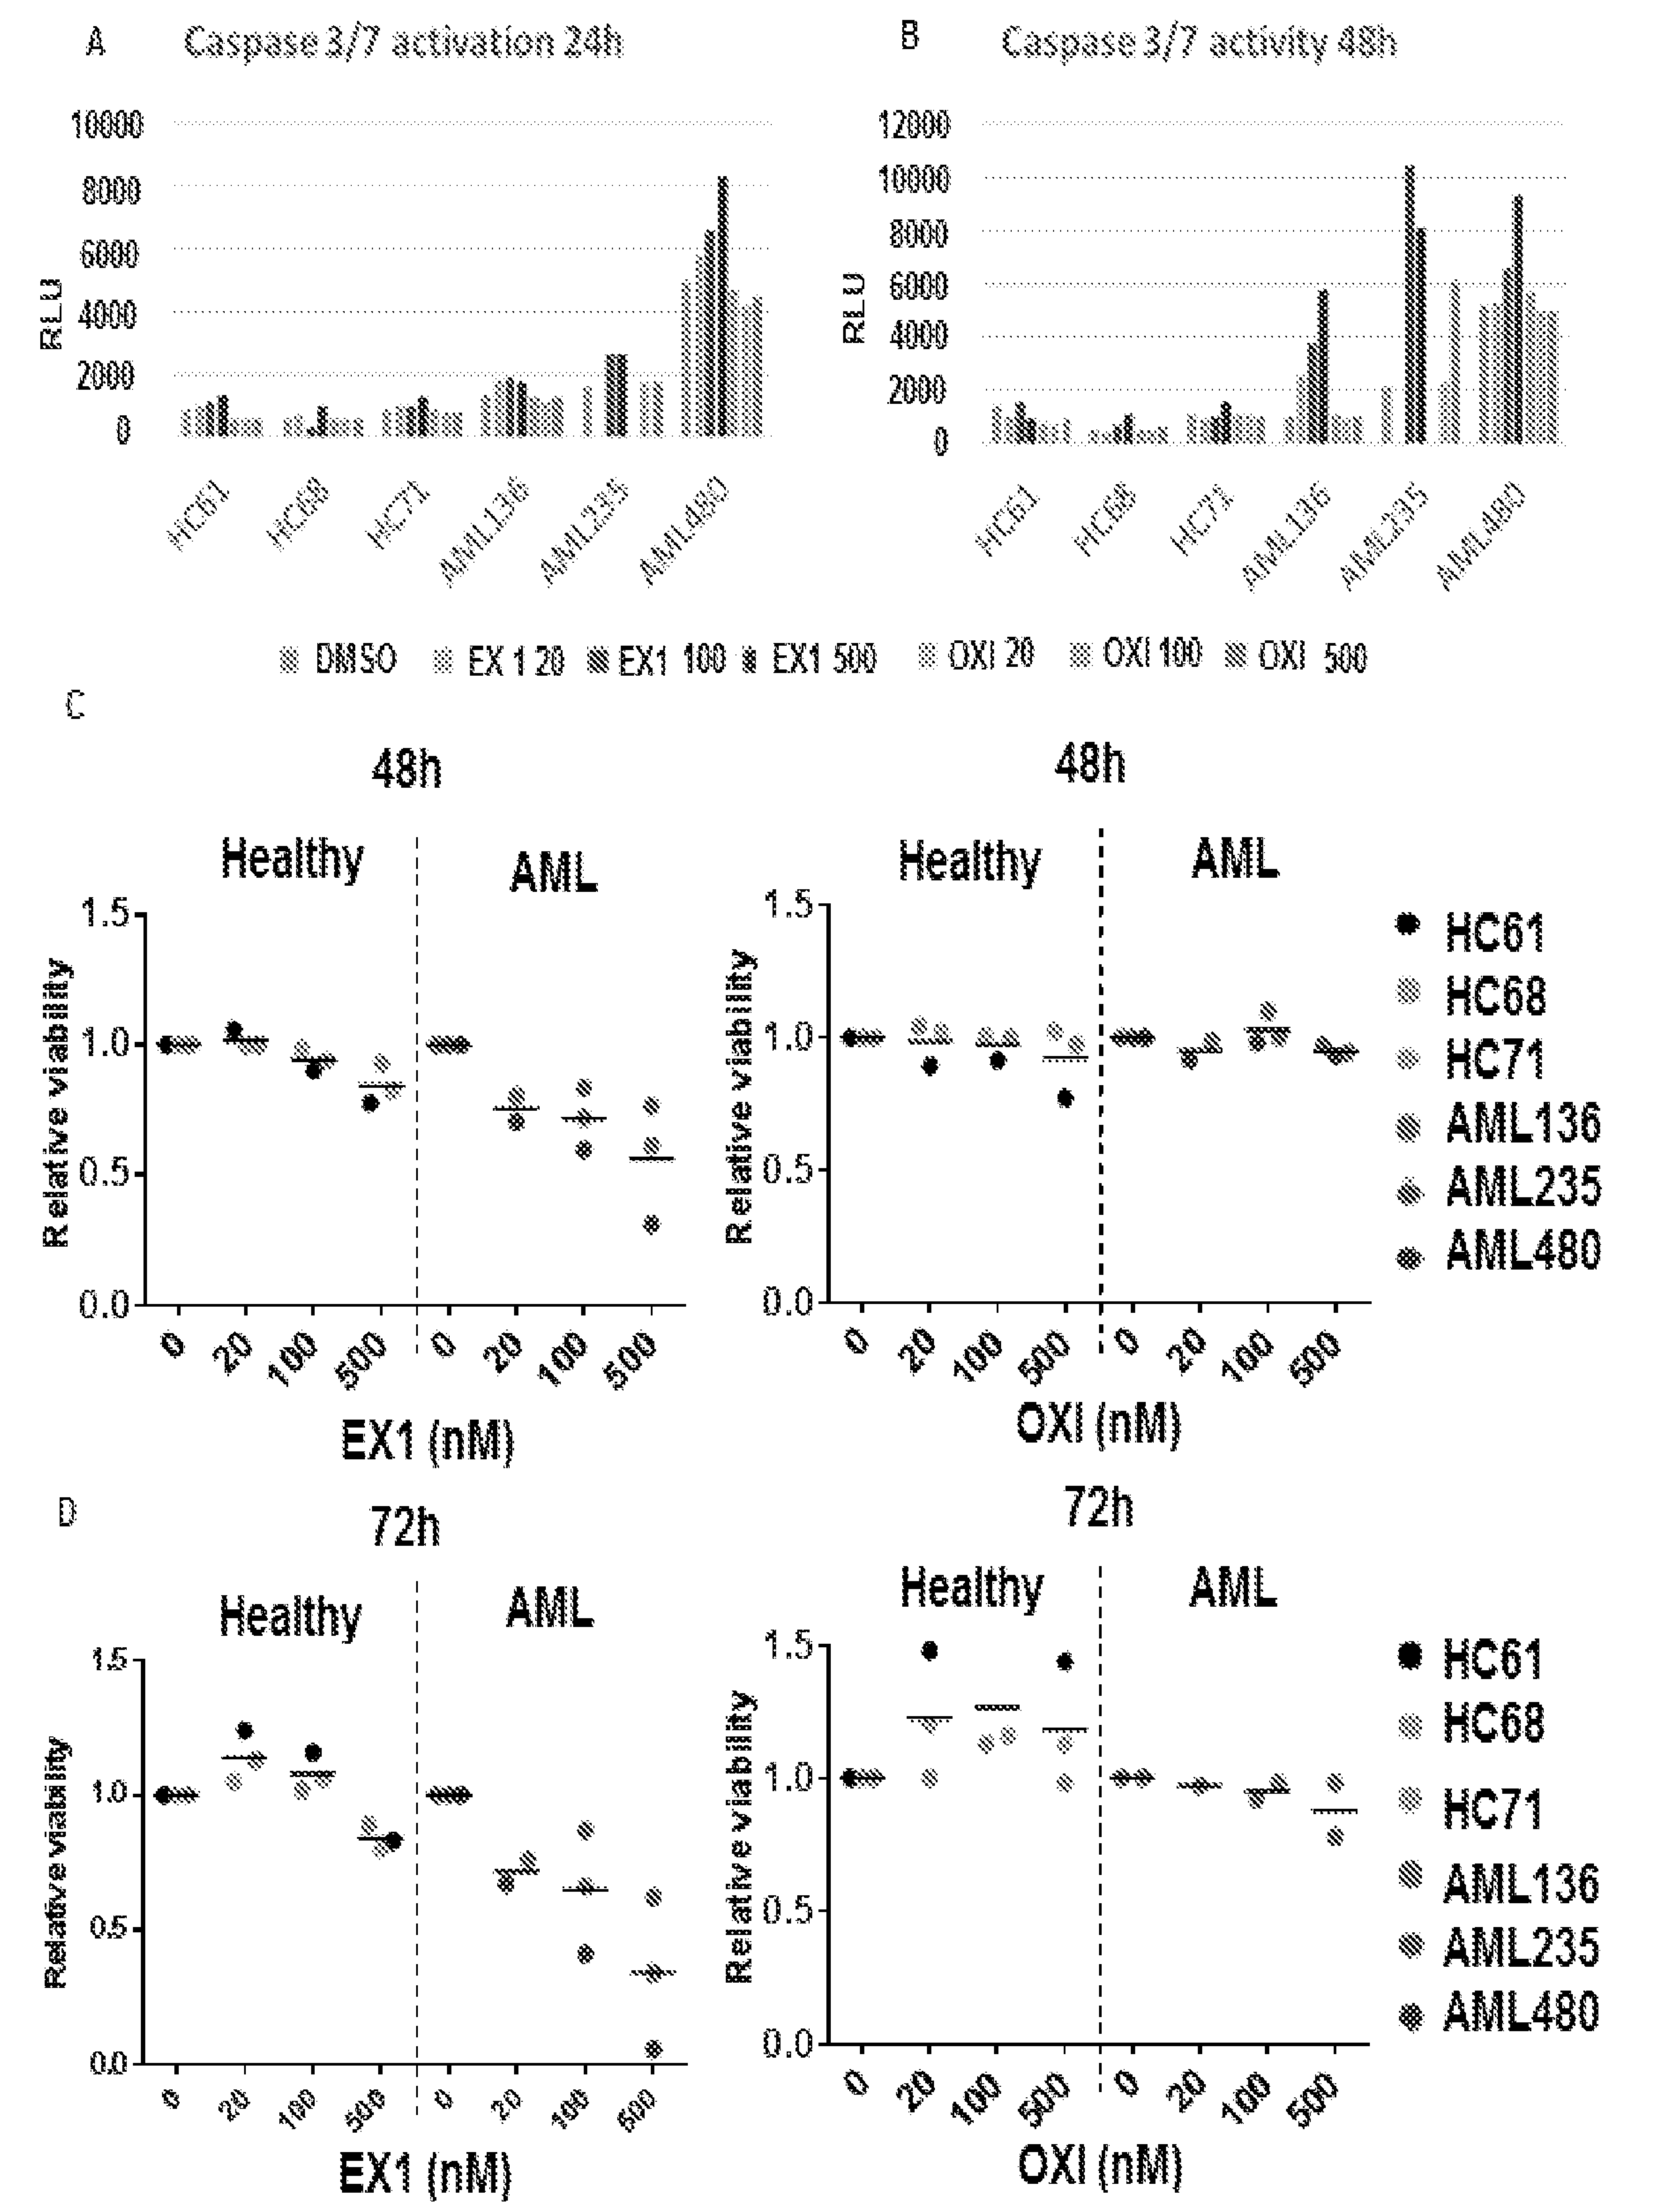 A Caspase 3/7 activation 24h
10000
8000
6000
4000
2000
0
RLU
HC61 HC68 HC71 AML136 AML235 AML480
B Caspase 3/7 activity 48h
12000
10000
8000
6000
4000
2000
0
RLU
HC61 HC68 HC71 AML136 AML235 AML480
DMSO EX 1 20 EX1 100 EX1 500 OXI 20 OXI 100 OXI 500
C
48h
Healthy AML
1.5
1.0
0.5
0.0
Relative viability
0 20 100 500 0 20 100 500
EX1 (nM)
48h
Healthy AML
1.5
1.0
0.5
0.0
Relative viability
0 20 100 500 0 20 100 500
OXI (nM)
HC61
HC68
HC71
AML136
AML235
AML480
D
72h
Healthy AML
1.5
1.0
0.5
0.0
Relative viability
0 20 100 500 0 20 100 500
EX1 (nM)
72h
Healthy AML
1.5
1.0
0.5
0.0
Relative viability
0 20 100 500 0 20 100 500
OXI (nM)
HC61
HC68
HC71
AML136
AML235
AML480